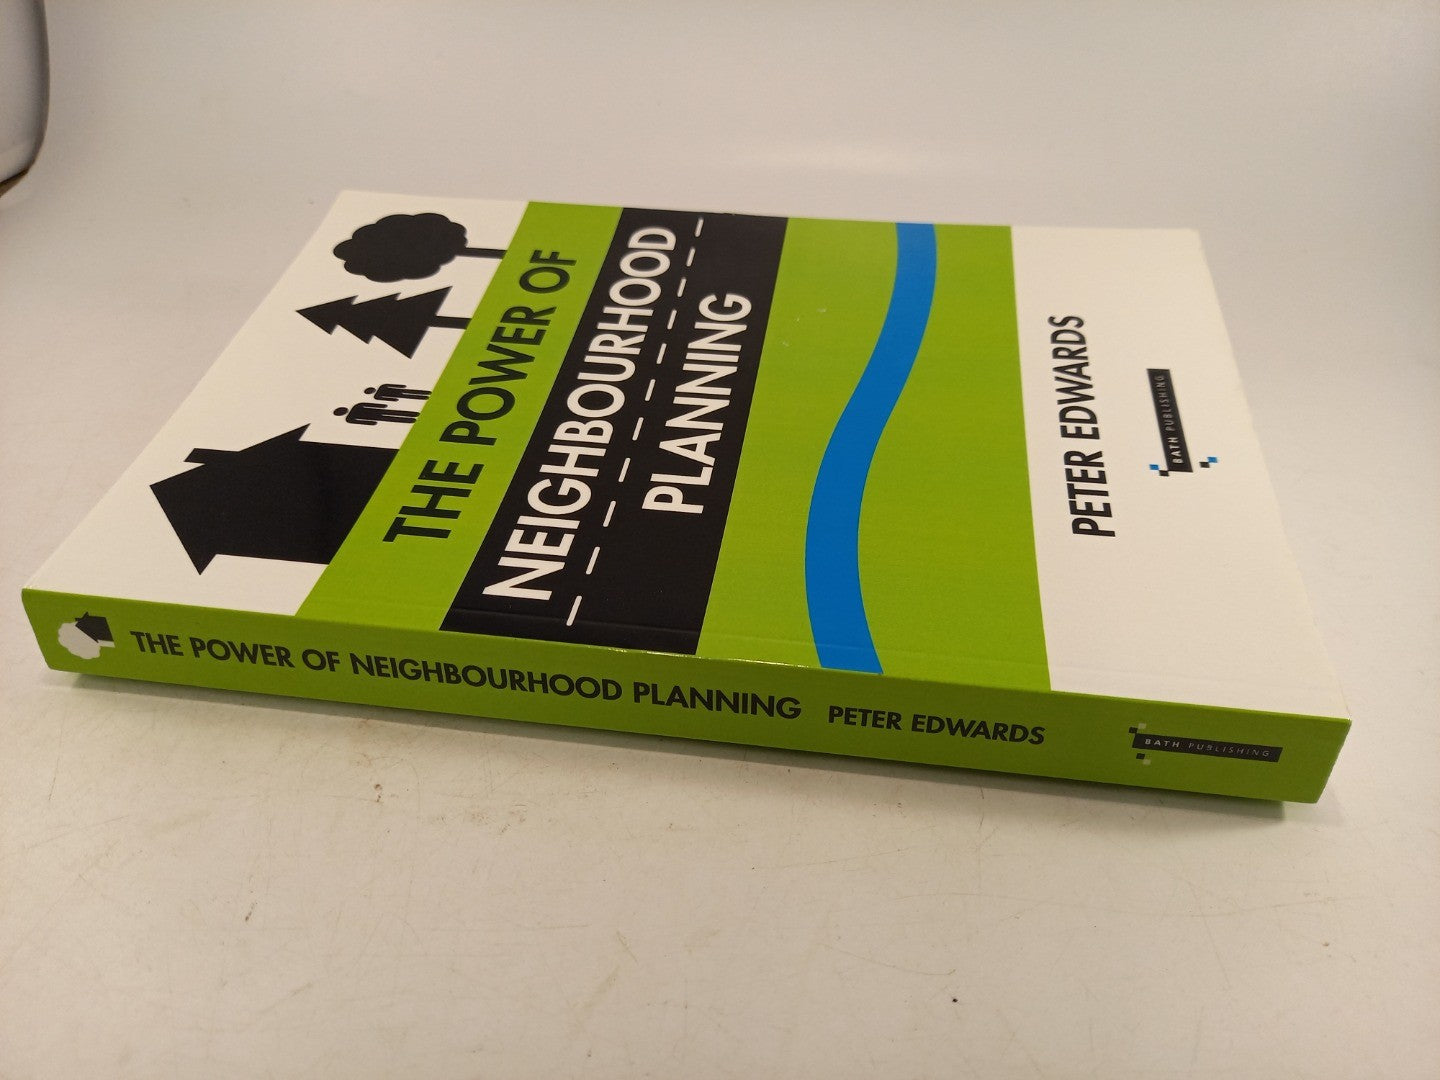 THE POWER OF
NEIGHBOURHOOD
PLANNING
PETER EDWARDS
BATH PUBLISHING
THE POWER OF NEIGHBOURHOOD PLANNING PETER EDWARDS BATH PUBLISHING